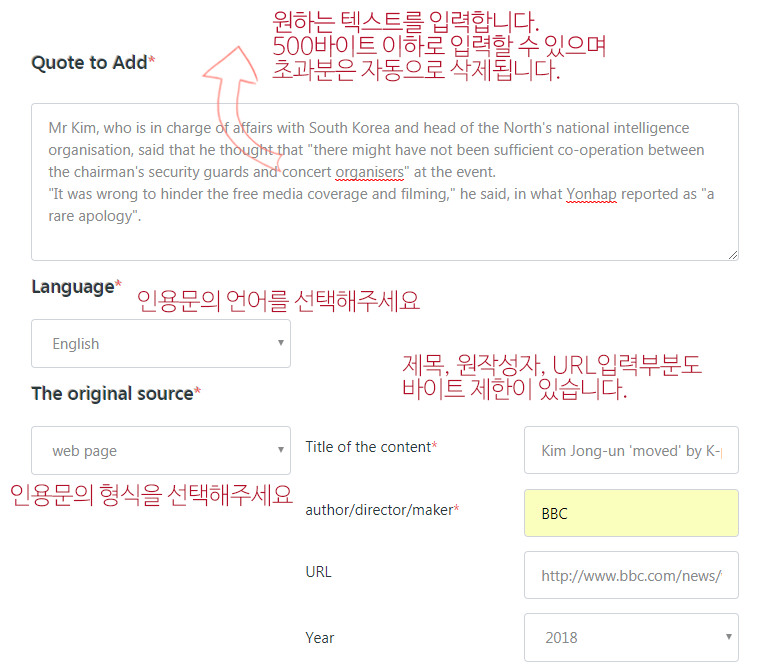 원하는 텍스트를 입력합니다.
500바이트 이하로 입력할 수 있으며
초과분은 자동으로 삭제됩니다.
Quote to Add*
Mr Kim, who is in charge of affairs with South Korea and head of the North's national intelligence
organisation, said that he thought that "there might have not been sufficient co-operation between
the chairman's security guards and concert organisers" at the event.
"It was wrong to hinder the free media coverage and filming," he said, in what Yonhap reported as "a
rare apology".
Language*
인용문의 언어를 선택해주세요
English
제목, 원작성자, URL입력부분도
바이트 제한이 있습니다.
The original source*
web page
인용문의 형식을 선택해주세요
Title of the content*
Kim Jong-un 'moved' by K-
author/director/maker*
BBC
URL
http://www.bbc.com/news/
Year
2018